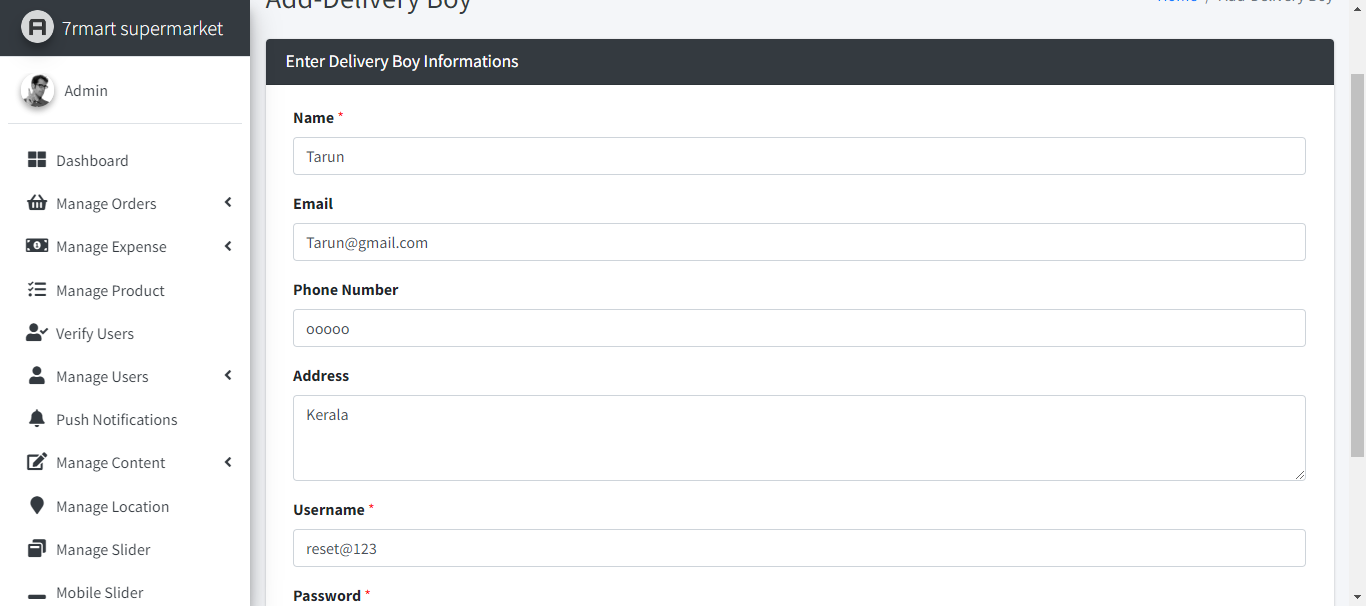 Add-Delivery Boy
Home / Add Delivery Boy
7rmart supermarket
Admin
Dashboard
Manage Orders
Manage Expense
Manage Product
Verify Users
Manage Users
Push Notifications
Manage Content
Manage Location
Manage Slider
Mobile Slider
Enter Delivery Boy Informations
Name *
Tarun
Email
Tarun@gmail.com
Phone Number
ooooo
Address
Kerala
Username *
reset@123
Password *